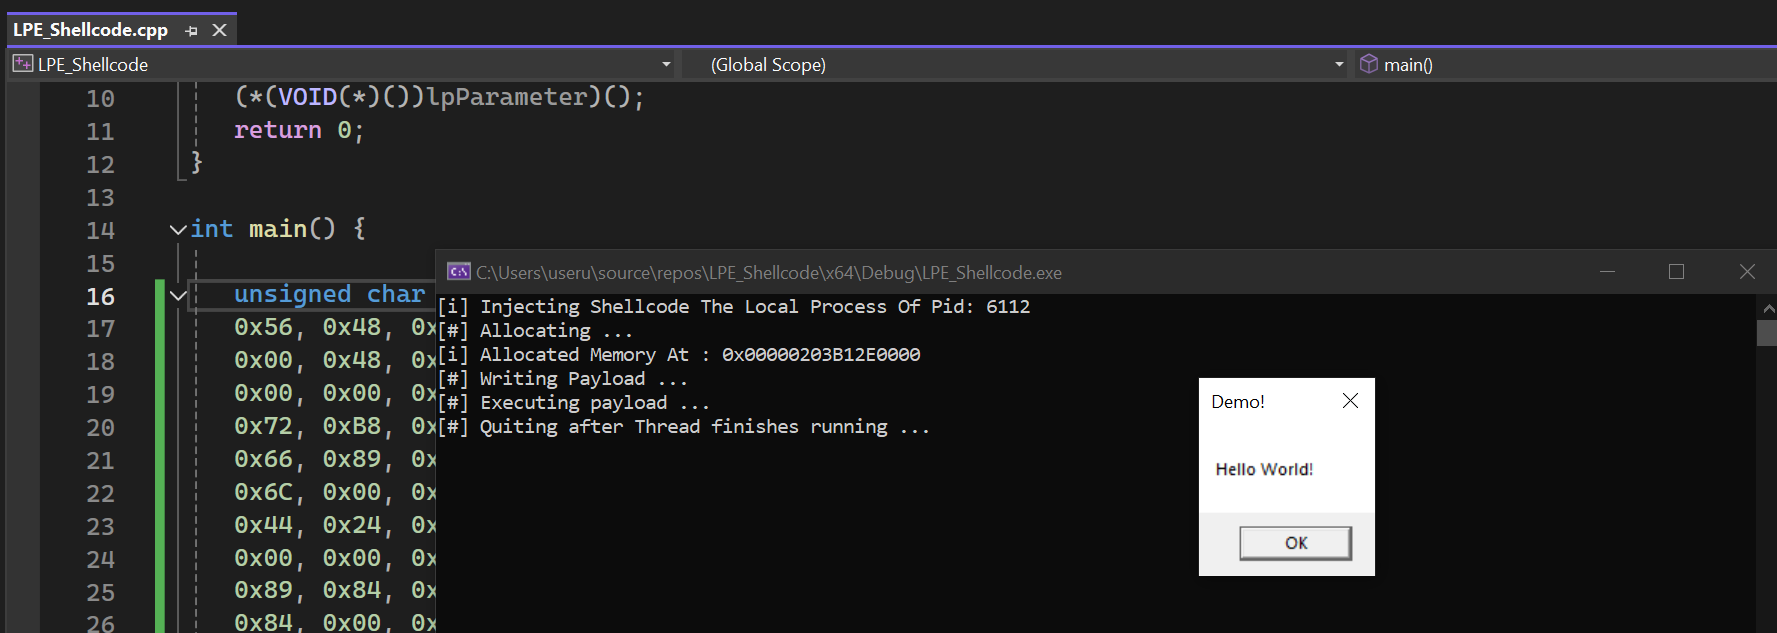 LPE_Shellcode.cpp
LPE_Shellcode (Global Scope) main()
10 (*(VOID(*)())lpParameter)();
11 return 0;
12 }
13
14 int main() {
15
16 unsigned char
17 0x56, 0x48, 0x
18 0x00, 0x48, 0x
19 0x00, 0x00, 0x
20 0x72, 0xB8, 0x
21 0x66, 0x89, 0x
22 0x6C, 0x00, 0x
23 0x44, 0x24, 0x
24 0x00, 0x00, 0x
25 0x89, 0x84, 0x
26 0x84, 0x00, 0x
C:\Users\useru\source\repos\LPE_Shellcode\x64\Debug\LPE_Shellcode.exe
[i] Injecting Shellcode The Local Process Of Pid: 6112
[#] Allocating ...
[i] Allocated Memory At : 0x00000203B12E0000
[#] Writing Payload ...
[#] Executing payload ...
[#] Quiting after Thread finishes running ...
Demo!
Hello World!
OK